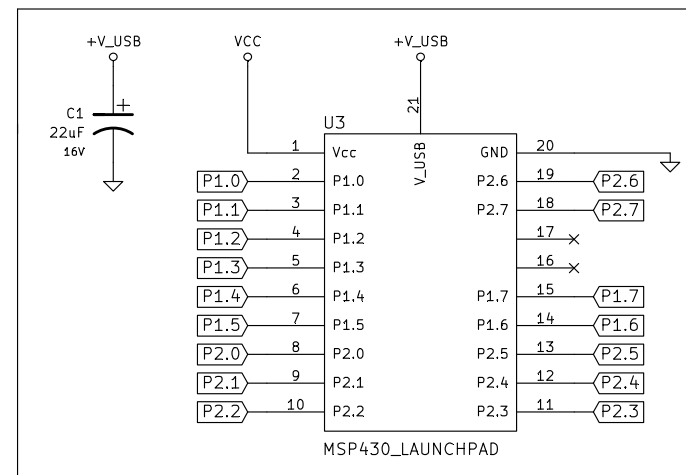 +V_USB VCC +V_USB
C1 +
22uF
16V
21
U3
1 Vcc V_USB GND 20
P1.0 2 P1.0 P2.6 19 P2.6
P1.1 3 P1.1 P2.7 18 P2.7
P1.2 4 P1.2 17
P1.3 5 P1.3 16
P1.4 6 P1.4 P1.7 15 P1.7
P1.5 7 P1.5 P1.6 14 P1.6
P2.0 8 P2.0 P2.5 13 P2.5
P2.1 9 P2.1 P2.4 12 P2.4
P2.2 10 P2.2 P2.3 11 P2.3
MSP430_LAUNCHPAD